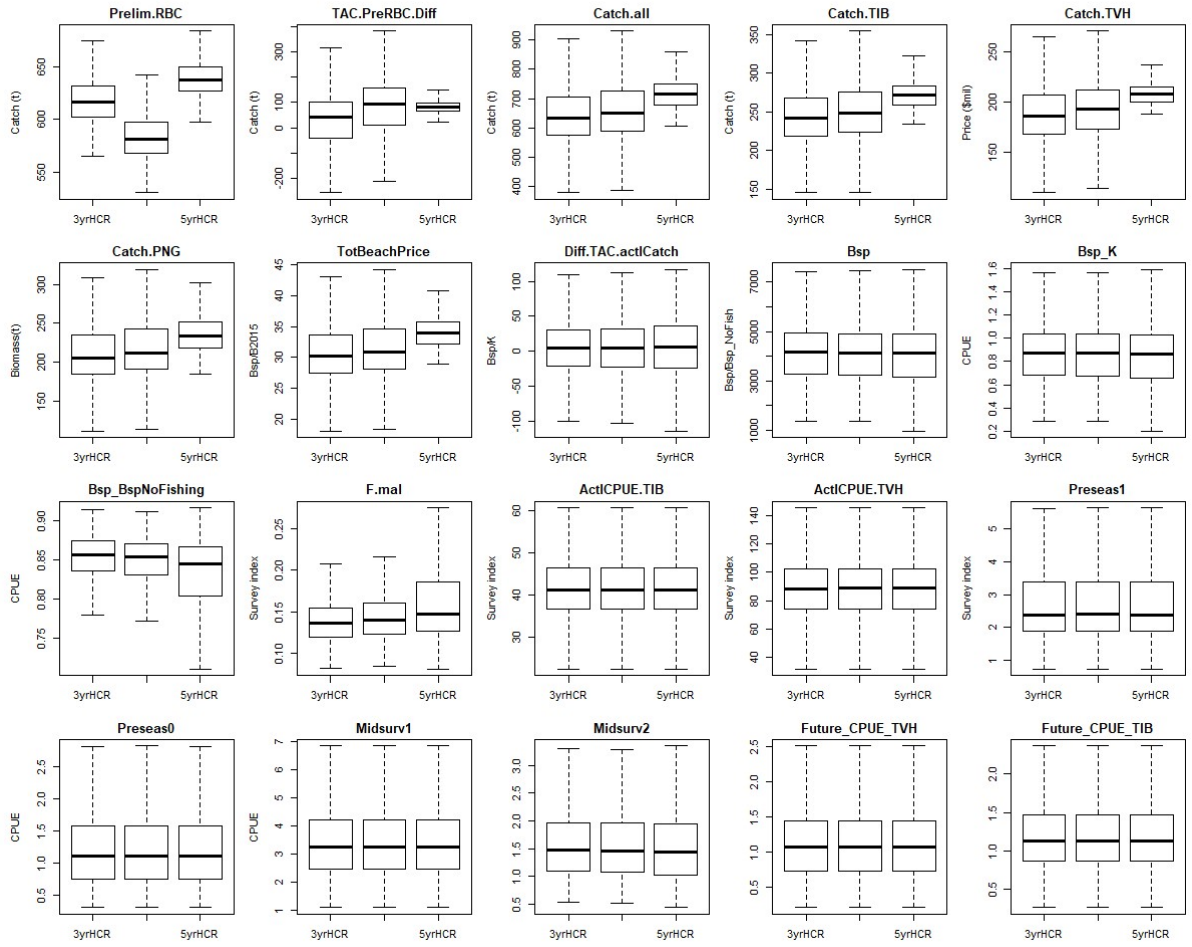 Prelim.RBC
Catch (t)
650
600
550
3yrHCR 5yrHCR
TAC.PreRBC.Diff
Catch (t)
300
100
0
-200
3yrHCR 5yrHCR
Catch.all
Catch (t)
900
800
700
600
500
400
3yrHCR 5yrHCR
Catch.TIB
Catch (t)
350
300
250
200
150
3yrHCR 5yrHCR
Catch.TVH
Price ($mil)
250
200
150
3yrHCR 5yrHCR
Catch.PNG
Biomass(t)
300
250
200
150
3yrHCR 5yrHCR
TotBeachPrice
Bsp/B2015
45
40
35
30
25
20
3yrHCR 5yrHCR
Diff.TAC.actlCatch
Bsp/K
100
50
0
-50
-100
3yrHCR 5yrHCR
Bsp
Bsp/Bsp_NoFish
7000
5000
3000
1000
3yrHCR 5yrHCR
Bsp_K
CPUE
1.6
1.4
1.2
1.0
0.8
0.6
0.4
0.2
3yrHCR 5yrHCR
Bsp_BspNoFishing
CPUE
0.90
0.85
0.80
0.75
3yrHCR 5yrHCR
F.mal
Survey index
0.25
0.20
0.15
0.10
3yrHCR 5yrHCR
ActlCPUE.TIB
Survey index
60
50
40
30
3yrHCR 5yrHCR
ActlCPUE.TVH
Survey index
140
120
100
80
60
40
3yrHCR 5yrHCR
Preseas1
Survey index
5
4
3
2
1
3yrHCR 5yrHCR
Preseas0
CPUE
2.5
2.0
1.5
1.0
0.5
3yrHCR 5yrHCR
Midsurv1
CPUE
7
6
5
4
3
2
1
3yrHCR 5yrHCR
Midsurv2
3.0
2.5
2.0
1.5
1.0
0.5
3yrHCR 5yrHCR
Future_CPUE_TVH
2.5
2.0
1.5
1.0
0.5
3yrHCR 5yrHCR
Future_CPUE_TIB
2.0
1.5
1.0
0.5
3yrHCR 5yrHCR